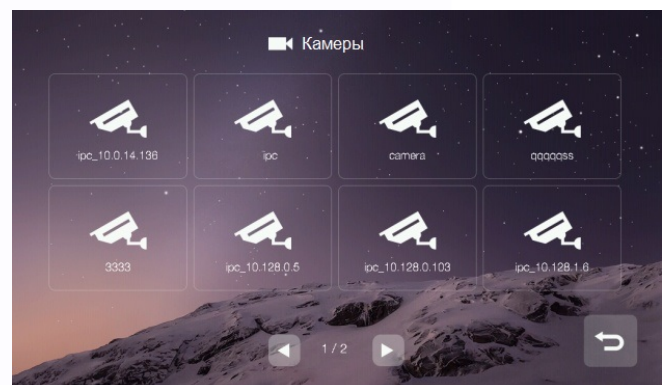 Камеры
ipc_10.0.14.136
ipc
camera
qqqqqss
3333
ipc_10.128.0.5
ipc_10.128.0.103
ipc_10.128.1.6
1 / 2